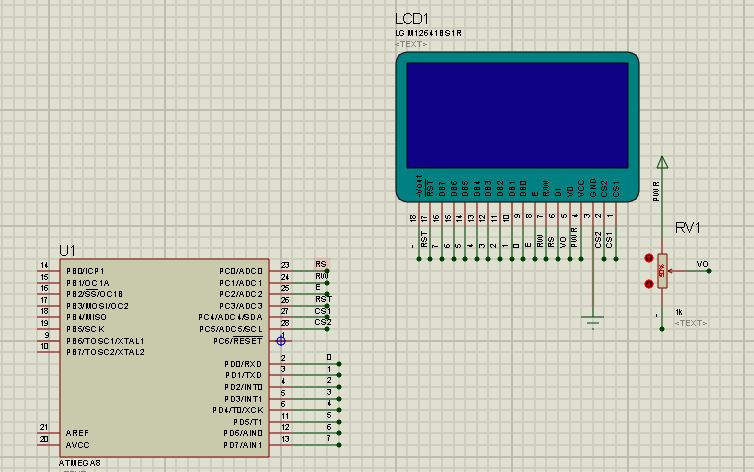 LCD1
LGM12641BS1R
<TEXT>
-Vout
RST
DB7
DB6
DB5
DB4
DB3
DB2
DB1
DB0
E
R/W
DI
V0
VCC
GND
CS2
CS1
18 17 16 15 14 13 12 11 10 9 8 7 6 5 4 3 2 1
- RST 7 6 5 4 3 2 1 0 E RW RS VO PWR CS2 CS1
PWR
RV1
51%
VO
-
1k
<TEXT>
U1
14 PB0/ICP1 PC0/ADC0 23 RS
15 PB1/OC1A PC1/ADC1 24 RW
16 PB2/SS/OC1B PC2/ADC2 25 E
17 PB3/MOSI/OC2 PC3/ADC3 26 RST
18 PB4/MISO PC4/ADC4/SDA 27 CS1
19 PB5/SCK PC5/ADC5/SCL 28 CS2
9 PB6/TOSC1/XTAL1 PC6/RESET 1
10 PB7/TOSC2/XTAL2
PD0/RXD 2 0
PD1/TXD 3 1
PD2/INT0 4 2
PD3/INT1 5 3
PD4/T0/XCK 6 4
PD5/T1 11 5
21 AREF PD6/AIN0 12 6
20 AVCC PD7/AIN1 13 7
ATMEGA8